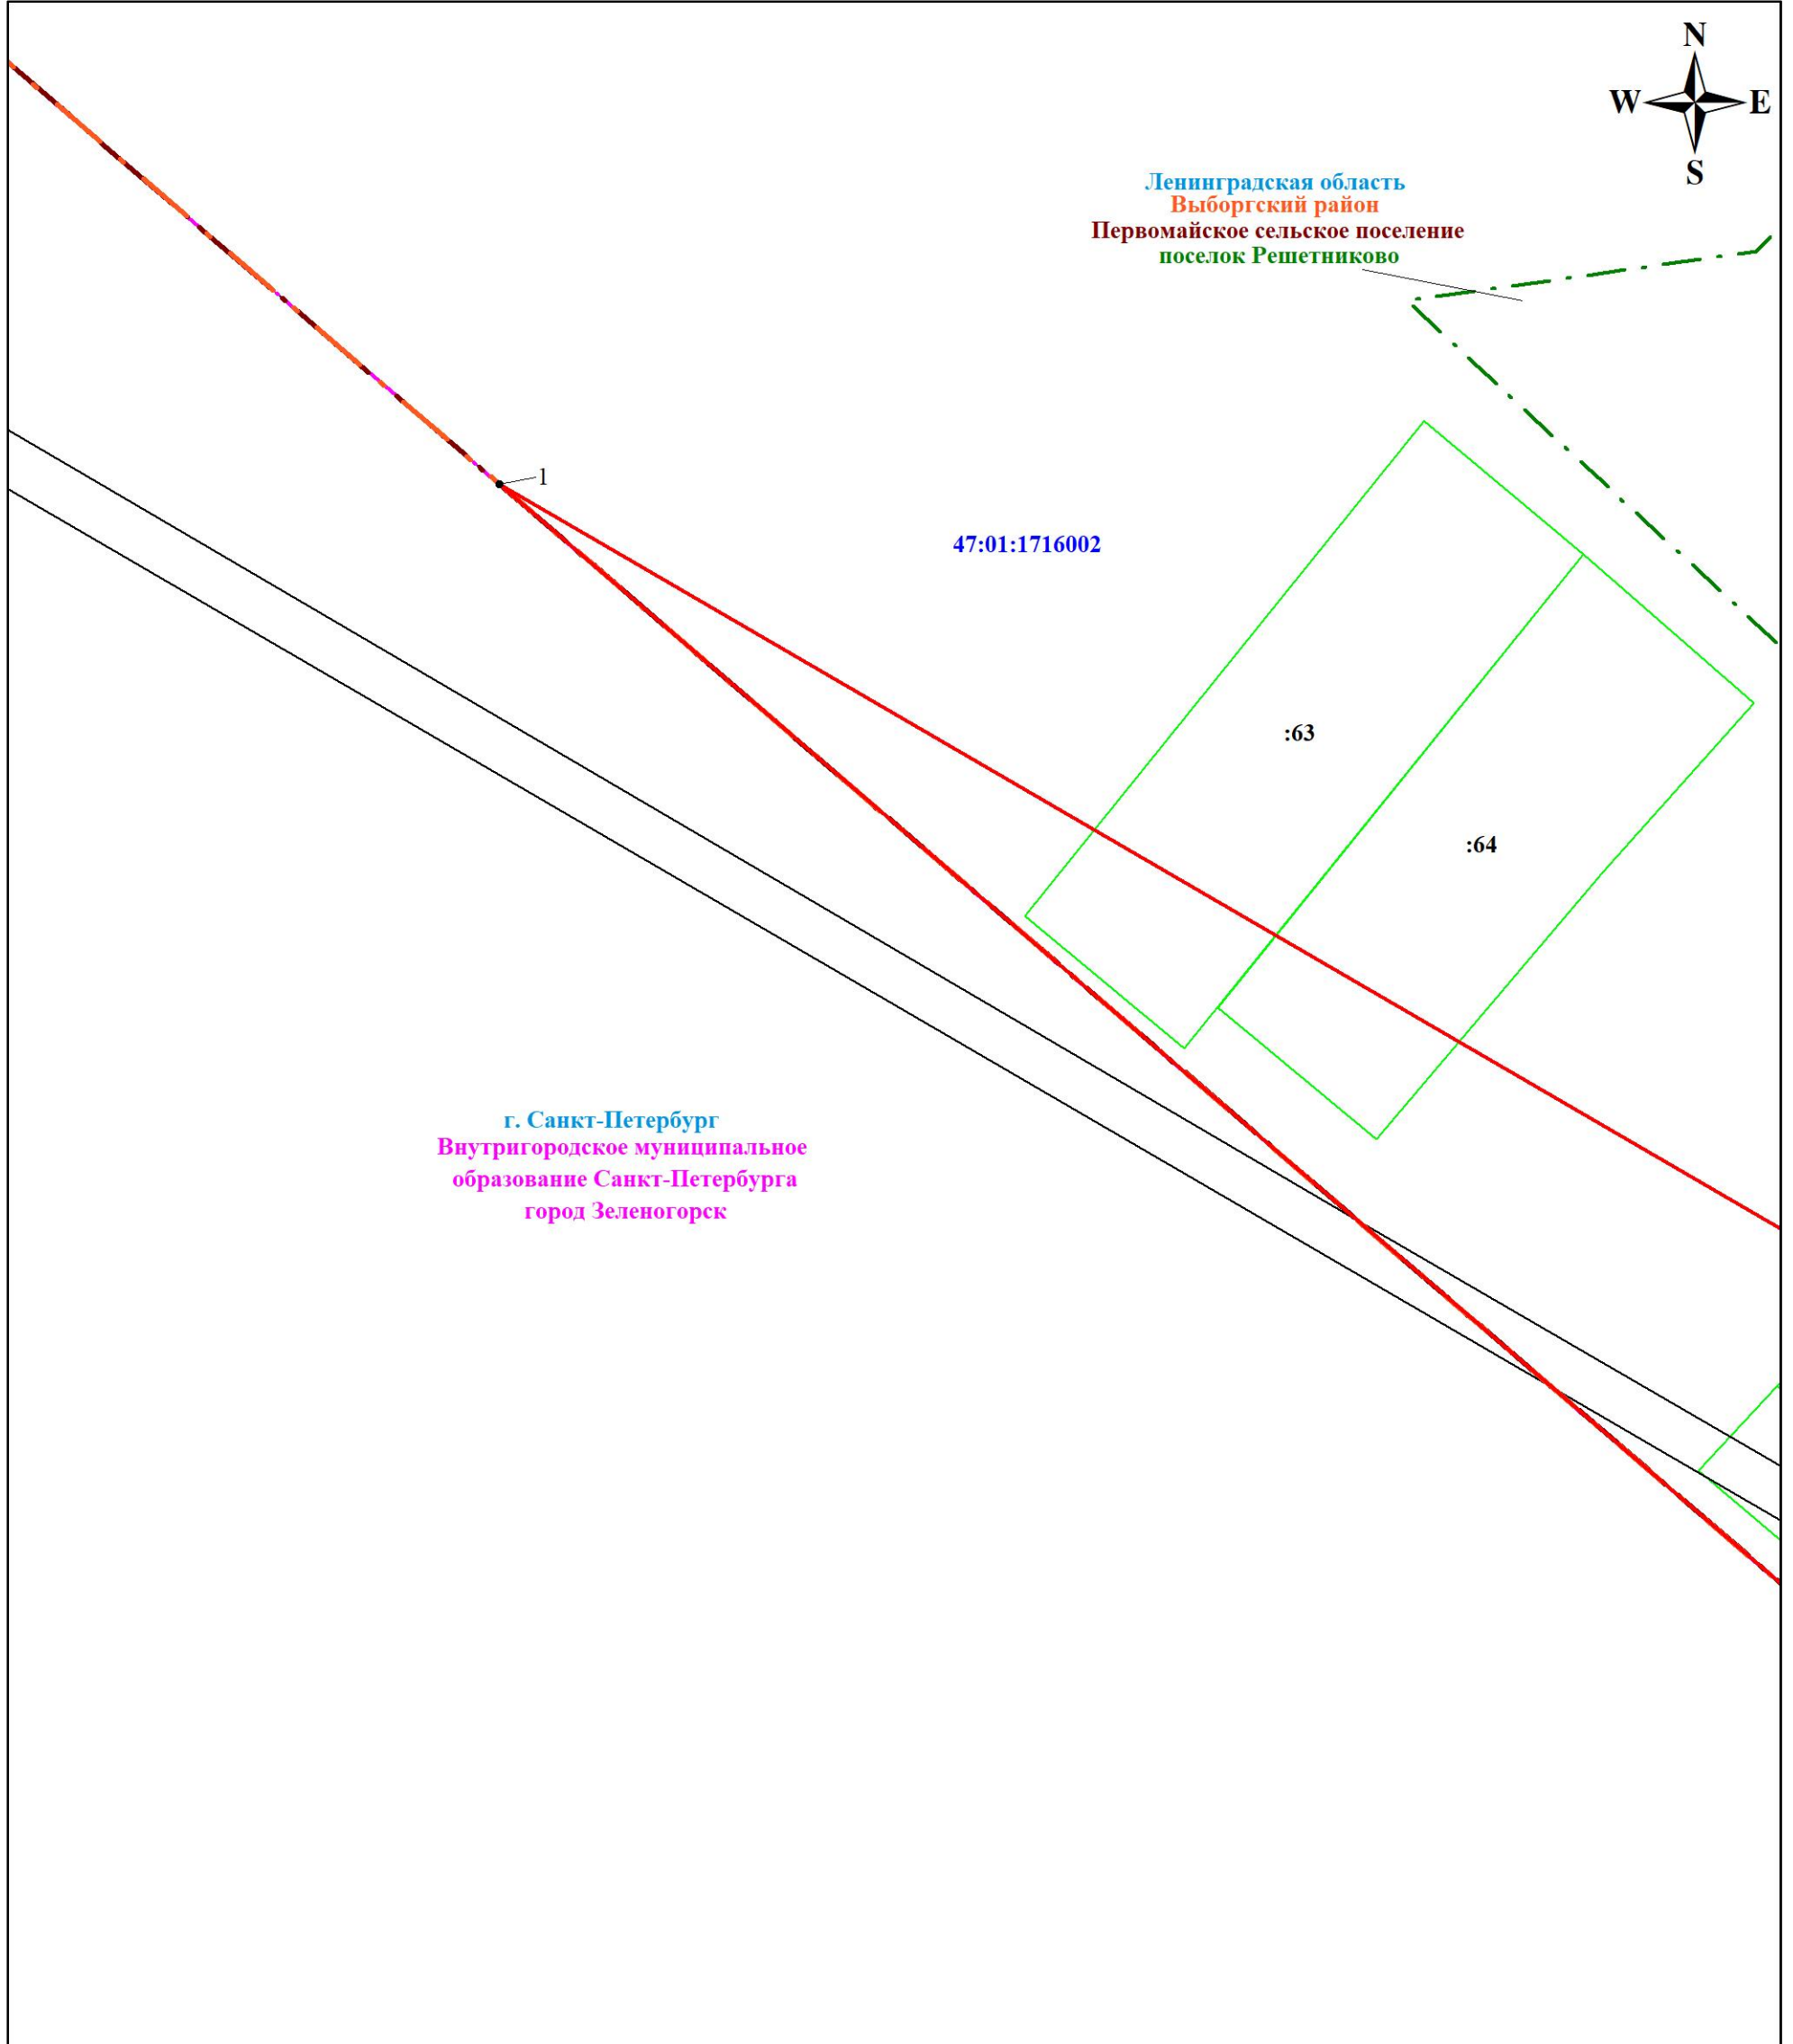 N
W E
S
Ленинградская область
Выборгский район
Первомайское сельское поселение
поселок Решетниково
1
47:01:1716002
:63
:64
г. Санкт-Петербург
Внутригородское муниципальное
образование Санкт-Петербурга
город Зеленогорск